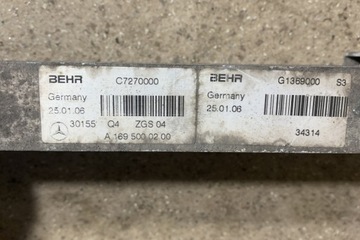 BEHR C7270000
Germany
25.01.06
30155 Q4 ZGS 04
A 169 500 02 00
BEHR G1369000 S3
Germany
25.01.06
34314